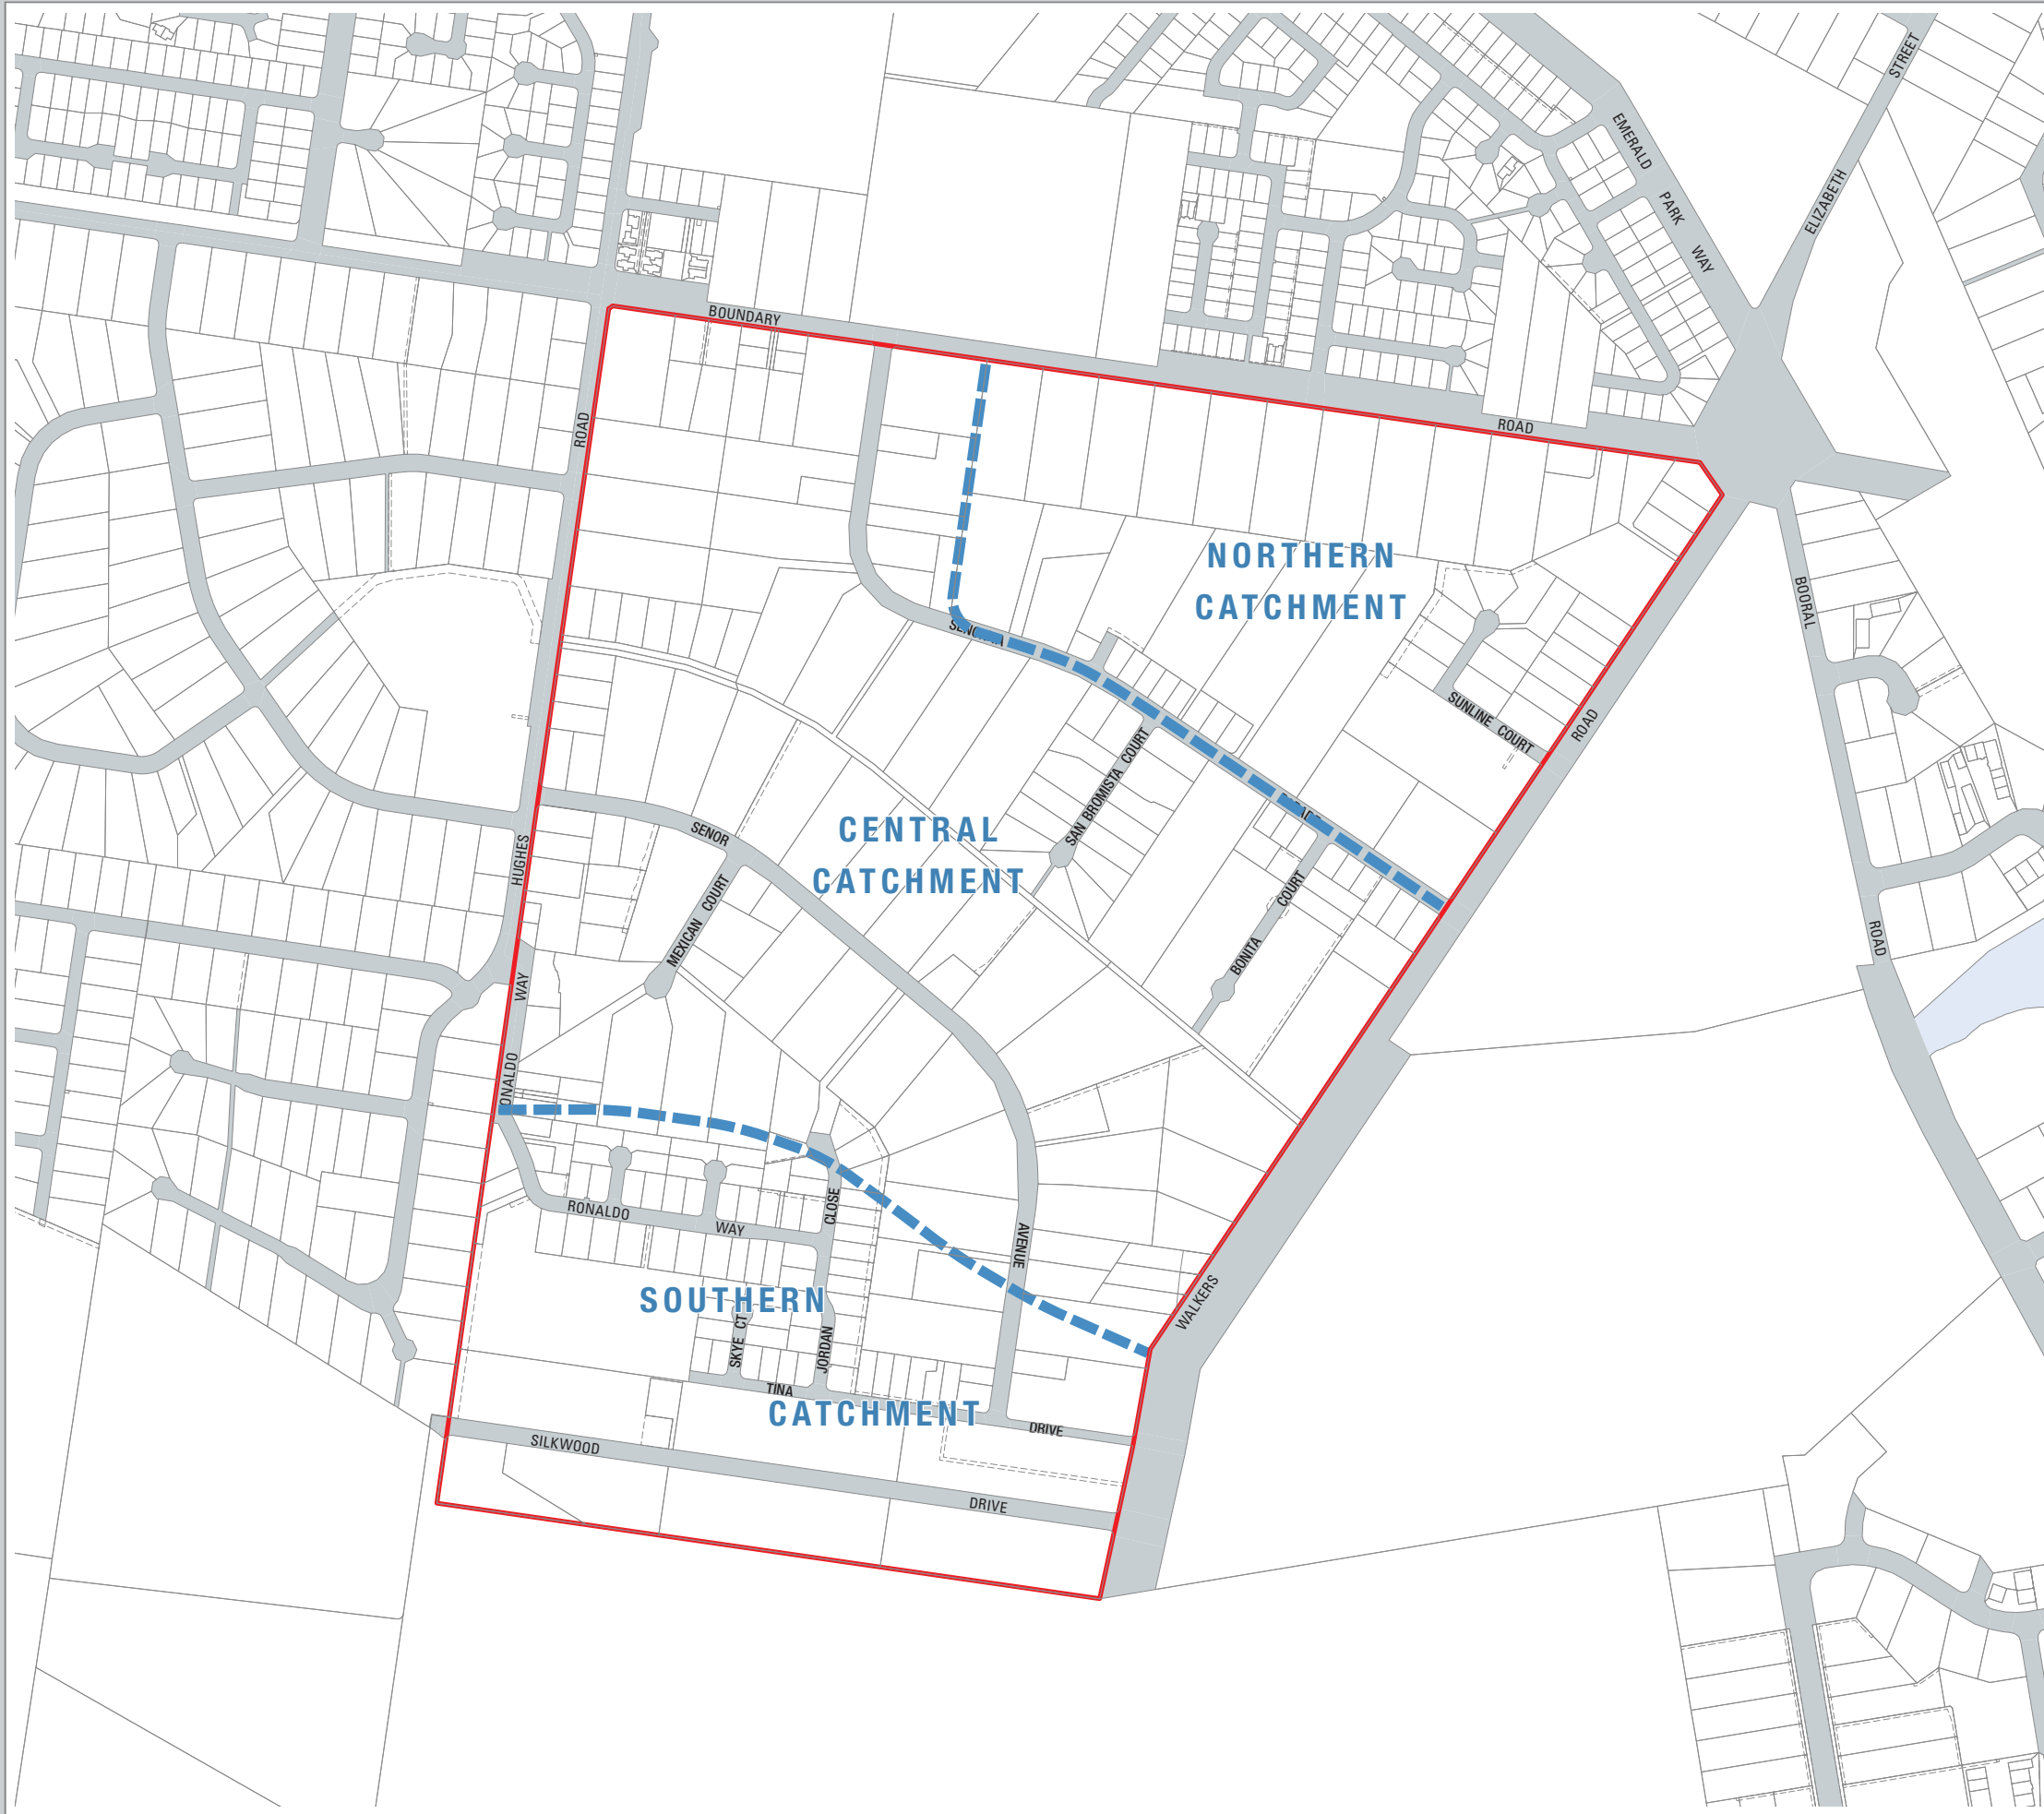 STREET
EMERALD
PARK
WAY
ELIZABETH
BOUNDARY
ROAD
ROAD
NORTHERN
CATCHMENT
BOORAL
SUNLINE COURT
ROAD
SAN BROMISTA COURT
CENTRAL
CATCHMENT
SENOR
HUGHES
MEXICAN COURT
COURT
BONITA
ROAD
WAY
RONALDO
WAY
CLOSE
AVENUE
WALKERS
SOUTHERN
SKYE CT
JORDAN
TINA
CATCHMENT
DRIVE
SILKWOOD
DRIVE